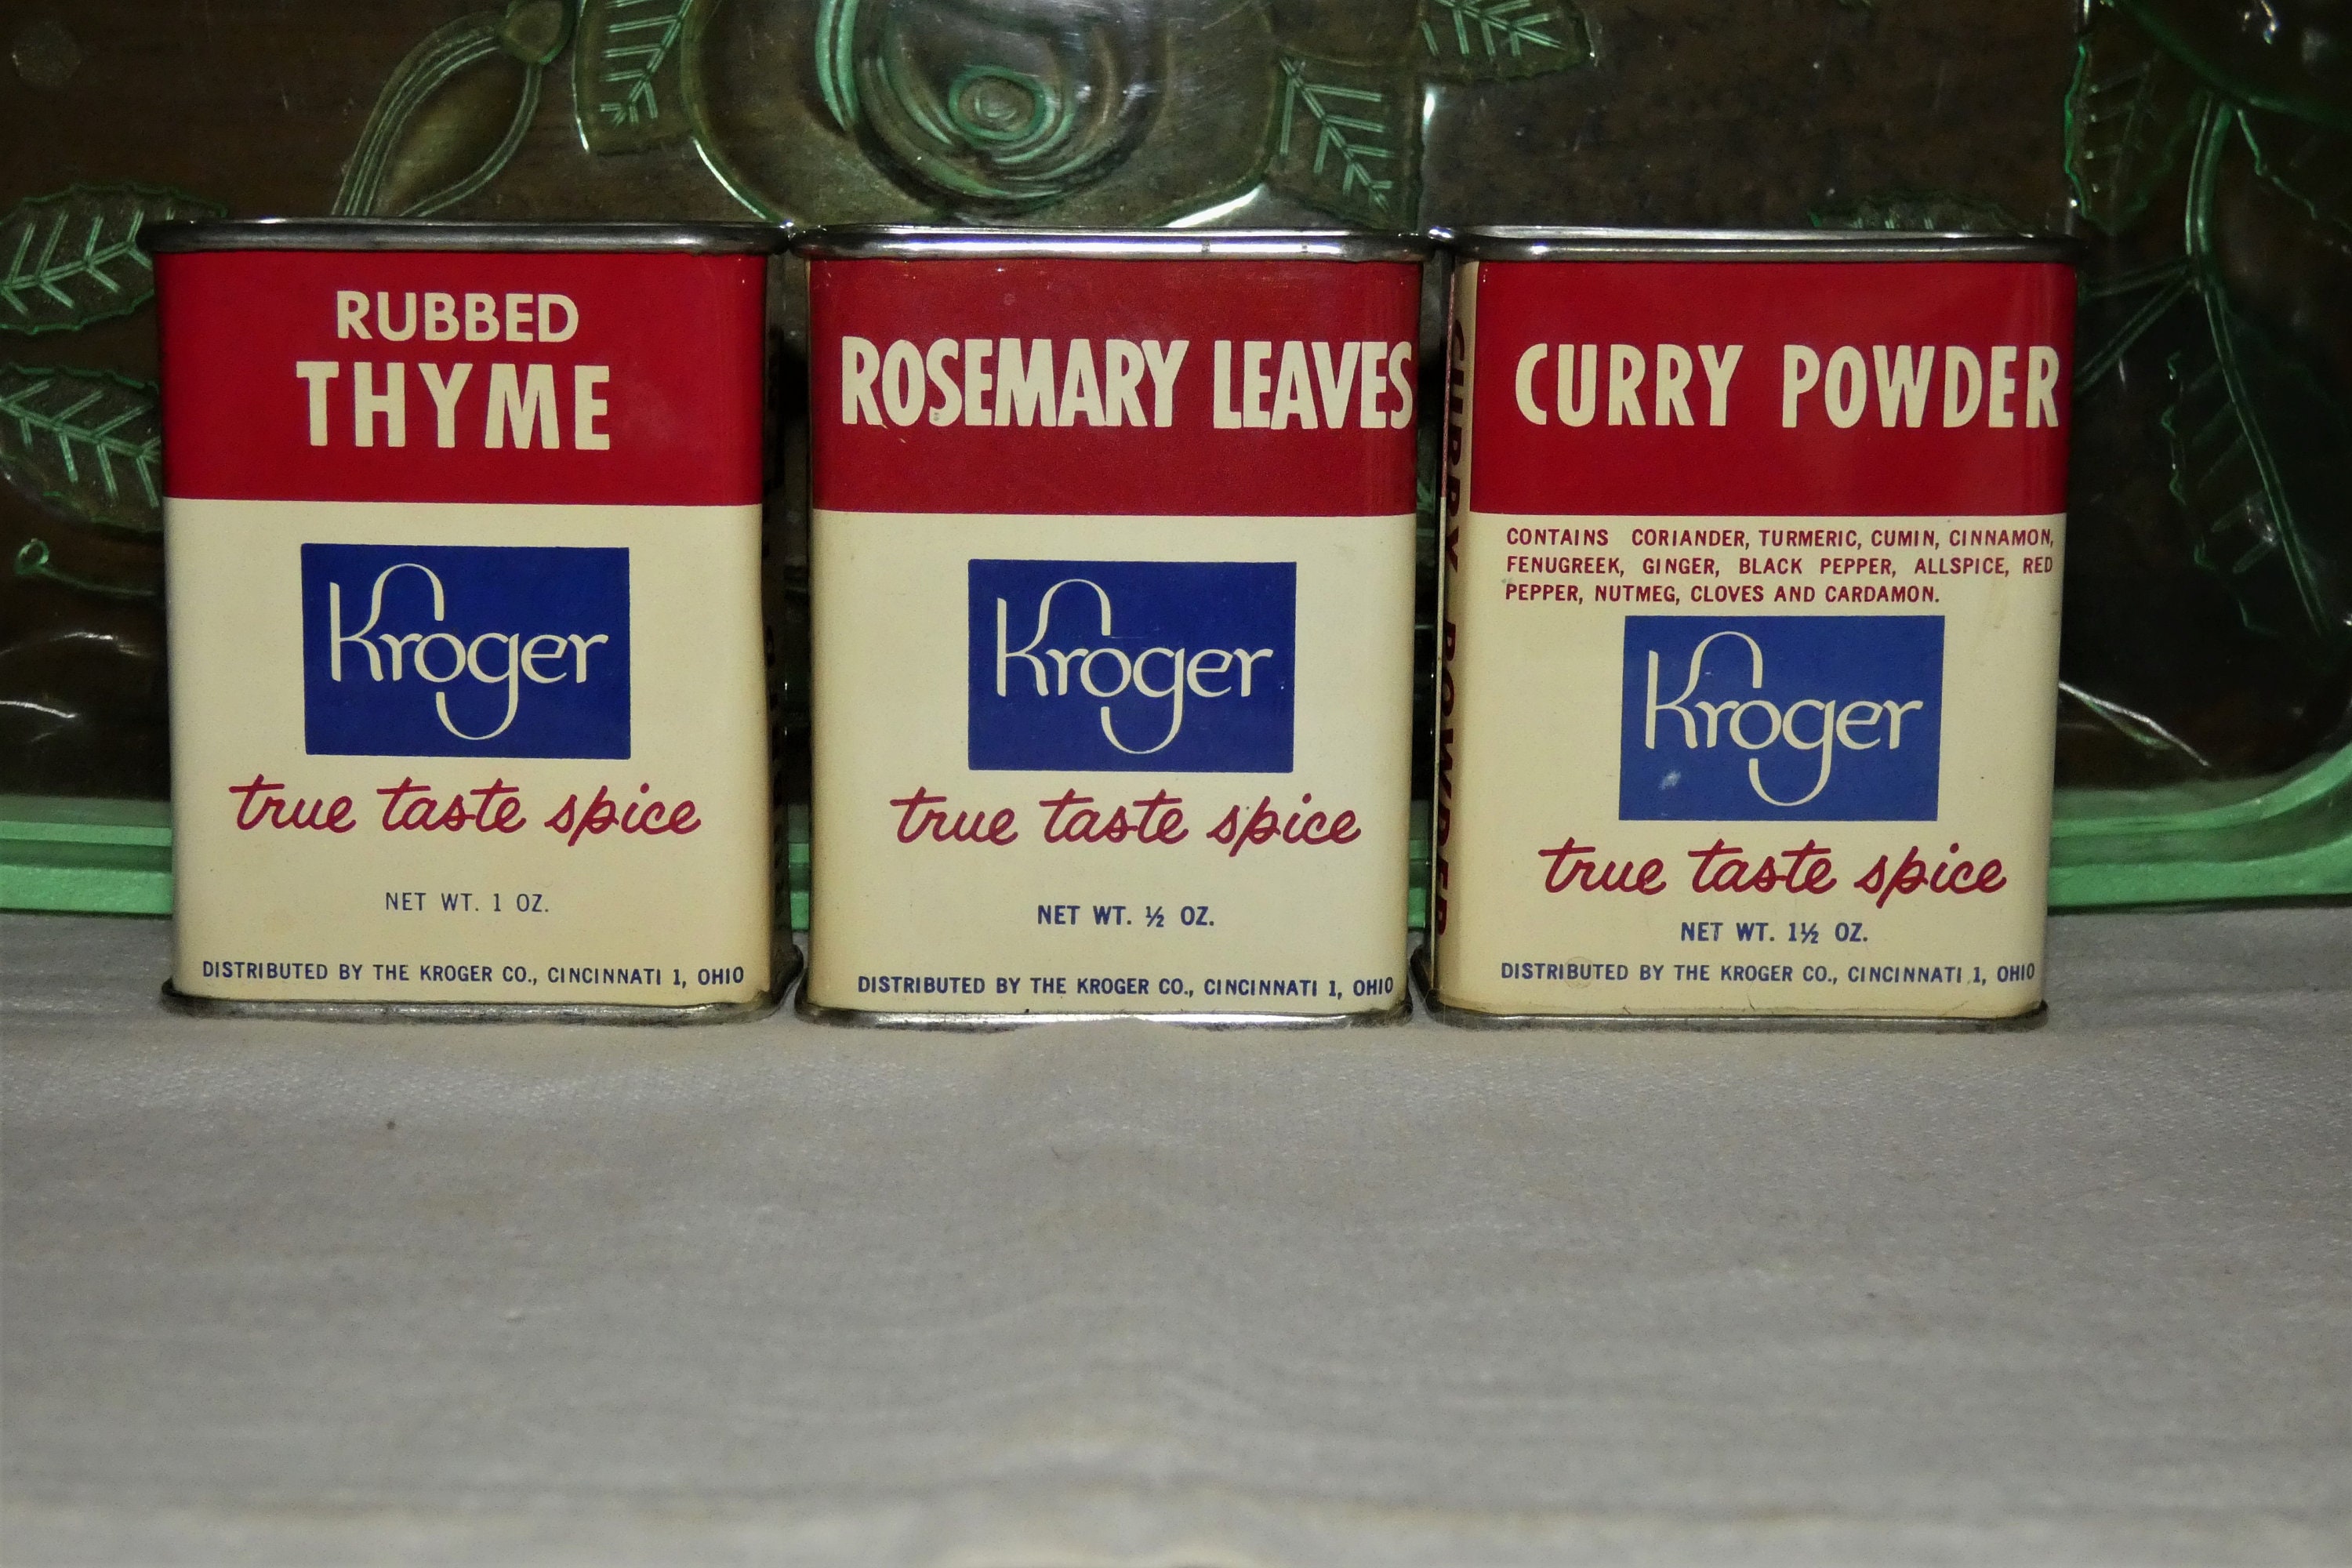 RUBBED
THYME
Kroger
true taste spice
NET WT. 1 OZ.
DISTRIBUTED BY THE KROGER CO., CINCINNATI 1, OHIO
ROSEMARY LEAVES
Kroger
true taste spice
NET WT. ½ OZ.
DISTRIBUTED BY THE KROGER CO., CINCINNATI 1, OHIO
CURRY POWDER
CURRY POWDER
CONTAINS CORIANDER, TURMERIC, CUMIN, CINNAMON,
FENUGREEK, GINGER, BLACK PEPPER, ALLSPICE, RED
PEPPER, NUTMEG, CLOVES AND CARDAMON.
Kroger
true taste spice
NET WT. 1½ OZ.
DISTRIBUTED BY THE KROGER CO., CINCINNATI 1, OHIO